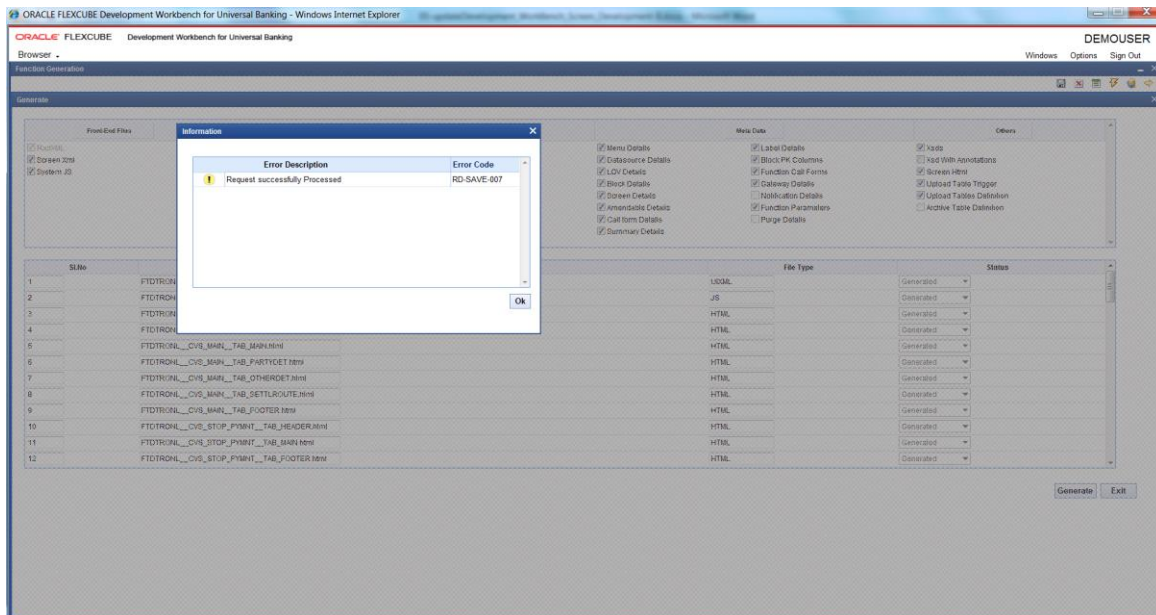 ORACLE FLEXCUBE Development Workbench for Universal Banking - Windows Internet Explorer
ORACLE FLEXCUBE Development Workbench for Universal Banking DEMOUSER
Browser Windows Options Sign Out
Function Generation
Generate
Front-End Files Meta Data Others
Information
Screen Xml
System JS
Error Description Error Code
Request successfully Processed RD-SAVE-007
Ok
Menu Details Label Details Xsds
Datasource Details Block PK Columns Xsd With Annotations
LOV Details Function Call Forms Screen Html
Block Details Gateway Details Upload Table Trigger
Screen Details Notification Details Upload Tables Definition
Amendable Details Function Parameters Archive Table Definition
Call form Details Purge Details
Summary Details
Sl.No File Type Status
1 UIXML Generated
2 JS Generated
3 HTML Generated
4 HTML Generated
5 FTDTRONL__CVS_MAIN__TAB_MAIN.html HTML Generated
6 FTDTRONL__CVS_MAIN__TAB_PARTYDET.html HTML Generated
7 FTDTRONL__CVS_MAIN__TAB_OTHERDET.html HTML Generated
8 FTDTRONL__CVS_MAIN__TAB_SETTLROUTE.html HTML Generated
9 FTDTRONL__CVS_MAIN__TAB_FOOTER.html HTML Generated
10 FTDTRONL__CVS_STOP_PYMNT__TAB_HEADER.html HTML Generated
11 FTDTRONL__CVS_STOP_PYMNT__TAB_MAIN.html HTML Generated
12 FTDTRONL__CVS_STOP_PYMNT__TAB_FOOTER.html HTML Generated
Generate Exit